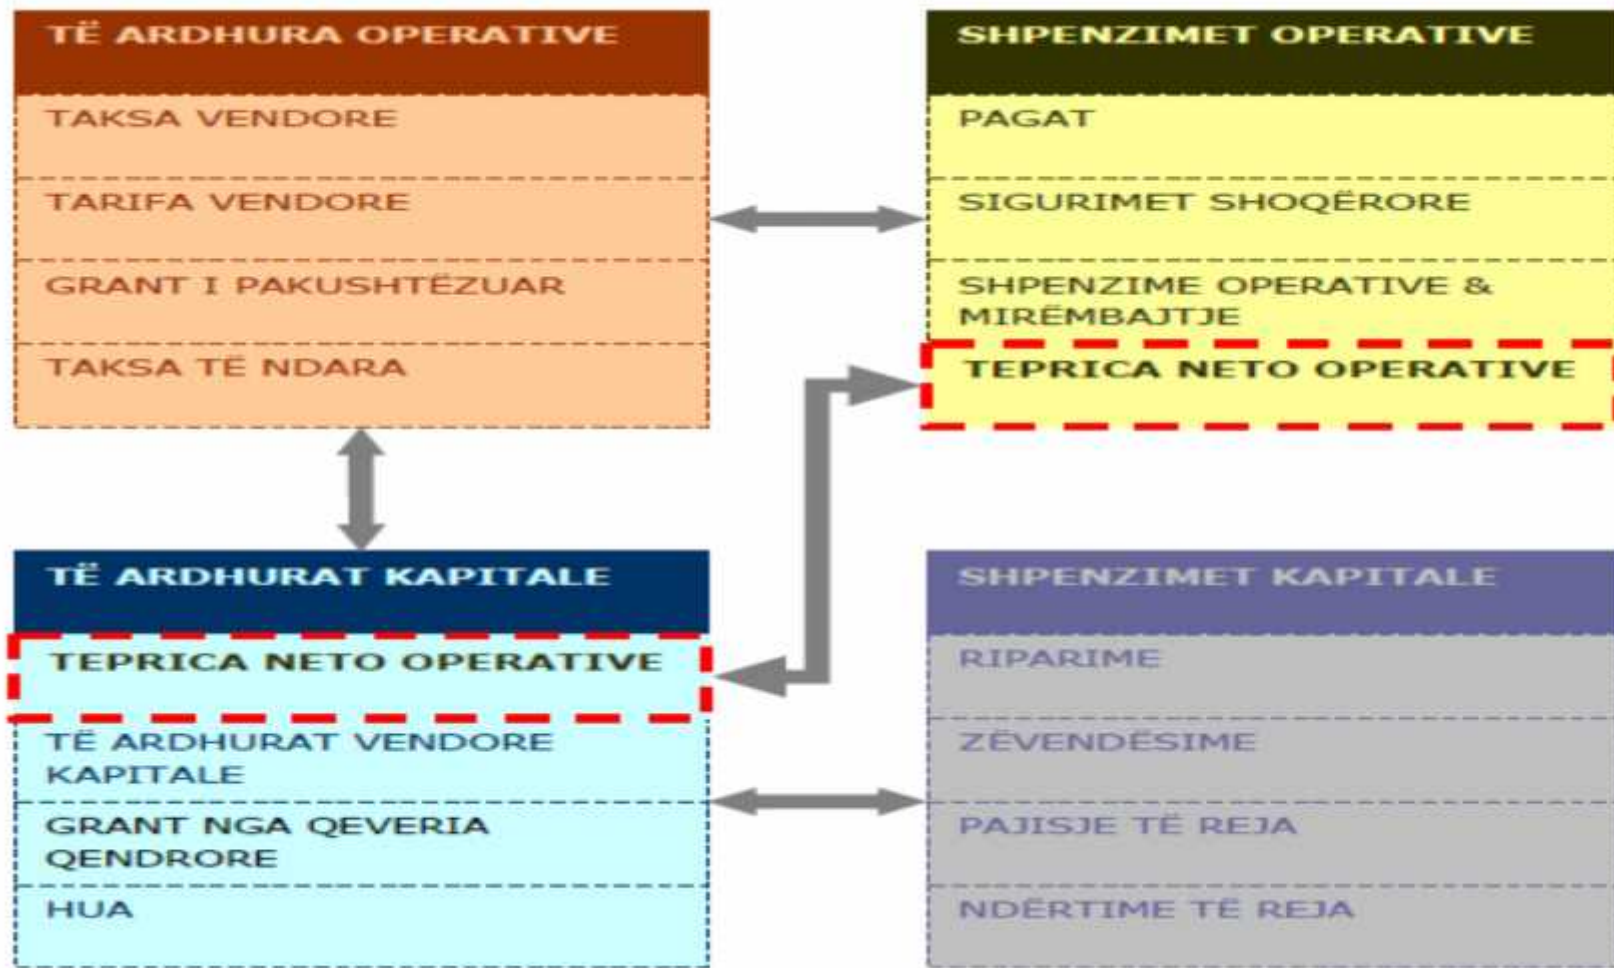 TË ARDHURA OPERATIVE
TAKSA VENDORE
TARIFA VENDORE
GRANT I PAKUSHTËZUAR
TAKSA TË NDARA
SHPENZIMET OPERATIVE
PAGAT
SIGURIMET SHOQËRORE
SHPENZIME OPERATIVE &
MIRËMBAJTJE
TEPRICA NETO OPERATIVE
TË ARDHURAT KAPITALE
TEPRICA NETO OPERATIVE
TË ARDHURAT VENDORE
KAPITALE
GRANT NGA QEVERIA
QENDRORE
HUA
SHPENZIMET KAPITALE
RIPARIME
ZËVENDËSIME
PAJISJE TË REJA
NDËRTIME TË REJA